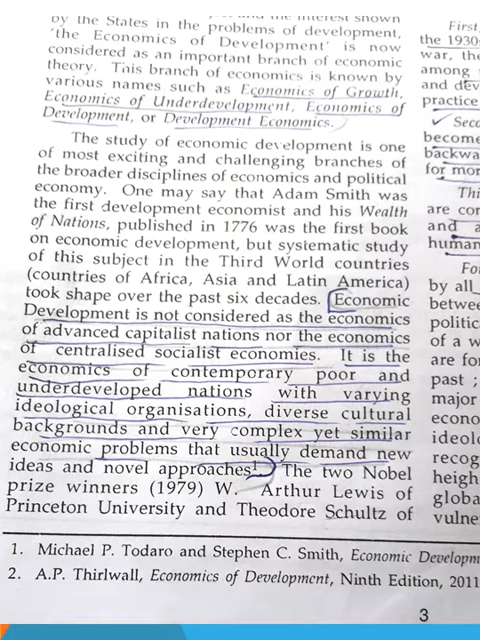 by the States in the problems of development,
'the Economics of Development' is now
considered as an important branch of economic
theory. This branch of economics is known by
various names such as Economics of Growth,
Economics of Underdevelopment, Economics of
Development, or Development Economics.
The study of economic development is one
of most exciting and challenging branches of
the broader disciplines of economics and political
economy. One may say that Adam Smith was
the first development economist and his Wealth
of Nations, published in 1776 was the first book
on economic development, but systematic study
of this subject in the Third World countries
(countries of Africa, Asia and Latin America)
took shape over the past six decades. Economic
Development is not considered as the economics
of advanced capitalist nations nor the economics
of centralised socialist economies. It is the
economics of contemporary poor and
underdeveloped nations with varying
ideological organisations, diverse cultural
backgrounds and very complex yet similar
economic problems that usually demand new
ideas and novel approaches¹. The two Nobel
prize winners (1979) W. Arthur Lewis of
Princeton University and Theodore Schultz of
First,
the 1930
war, the
among
and dev
practice
Seco
become
backwa
for mor
Thi
are con
and a
human
Fo
by all
betwee
politic
of a w
are fo
past ;
major
econo
ideol
recog
heigh
globa
vulne
1. Michael P. Todaro and Stephen C. Smith, Economic Developm
2. A.P. Thirlwall, Economics of Development, Ninth Edition, 2011
3